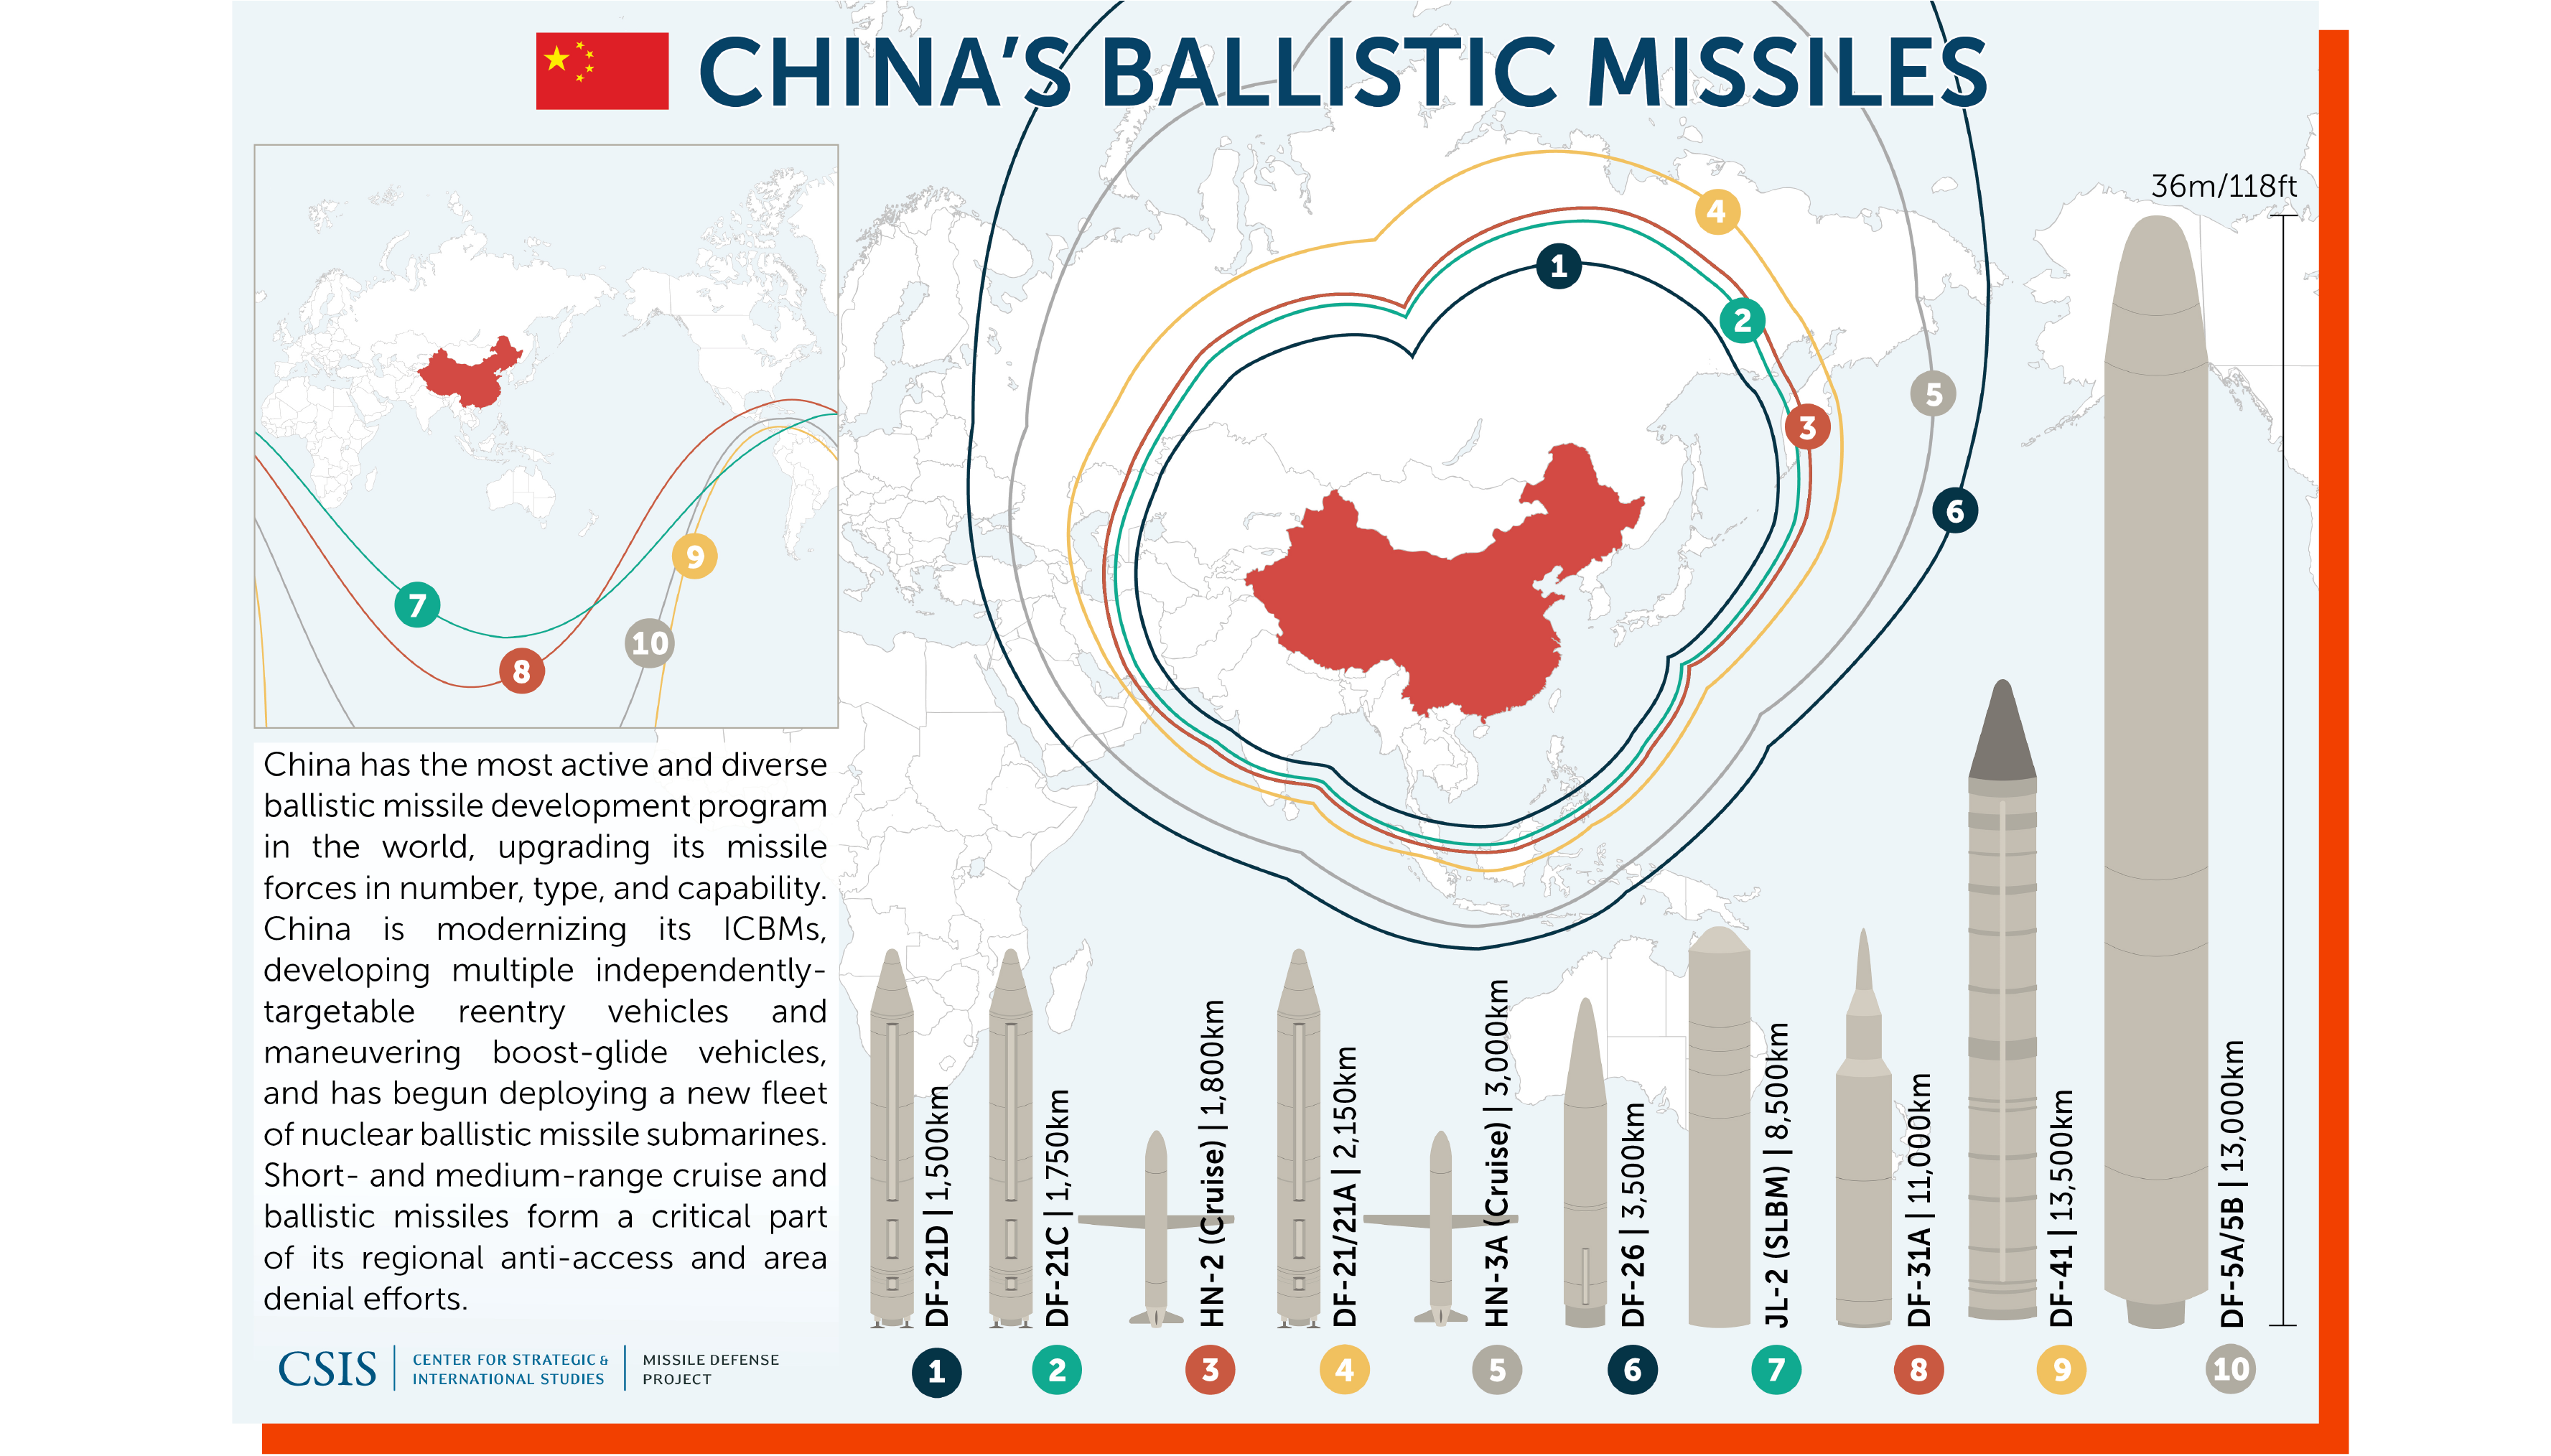 CHINA'S BALLISTIC MISSILES
36m/118ft
4
1
2
5
3
6
9
7
10
8
China has the most active and diverse
ballistic missile development program
in the world, upgrading its missile
forces in number, type, and capability.
China is modernizing its ICBMs,
developing multiple independently-
targetable reentry vehicles and
maneuvering boost-glide vehicles,
and has begun deploying a new fleet
of nuclear ballistic missile submarines.
Short- and medium-range cruise and
ballistic missiles form a critical part
of its regional anti-access and area
denial efforts.
DF-21D | 1,500km
DF-21C | 1,750km
HN-2 (Cruise) | 1,800km
DF-21/21A | 2,150km
HN-3A (Cruise) | 3,000km
DF-26 | 3,500km
JL-2 (SLBM) | 8,500km
DF-31A | 11,000km
DF-41 | 13,500km
DF-5A/5B | 13,000km
1
2
3
4
5
6
7
8
9
10
CSIS
CENTER FOR STRATEGIC &
INTERNATIONAL STUDIES
MISSILE DEFENSE
PROJECT